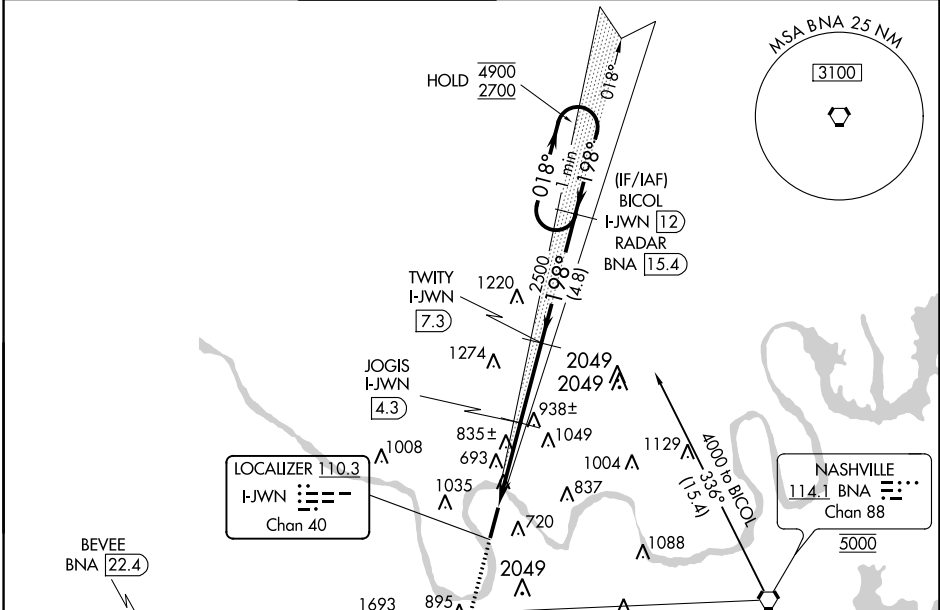 MSA BNA 25 NM
3100
HOLD
4900
2700
018°
018°
1 min
198°
(IF/IAF)
BICOL
I-JWN 12
RADAR
BNA 15.4
2500
198°
(4.8)
TWITY
I-JWN
7.3
1220
1274
2049
2049
JOGIS
I-JWN
4.3
938±
835±
1049
1008
693
1004
1129
4000 to BICOL
336°
(15.4)
LOCALIZER 110.3
I-JWN
Chan 40
1035
837
NASHVILLE
114.1 BNA
Chan 88
5000
720
1088
BEVEE
BNA 22.4
2049
1693
895